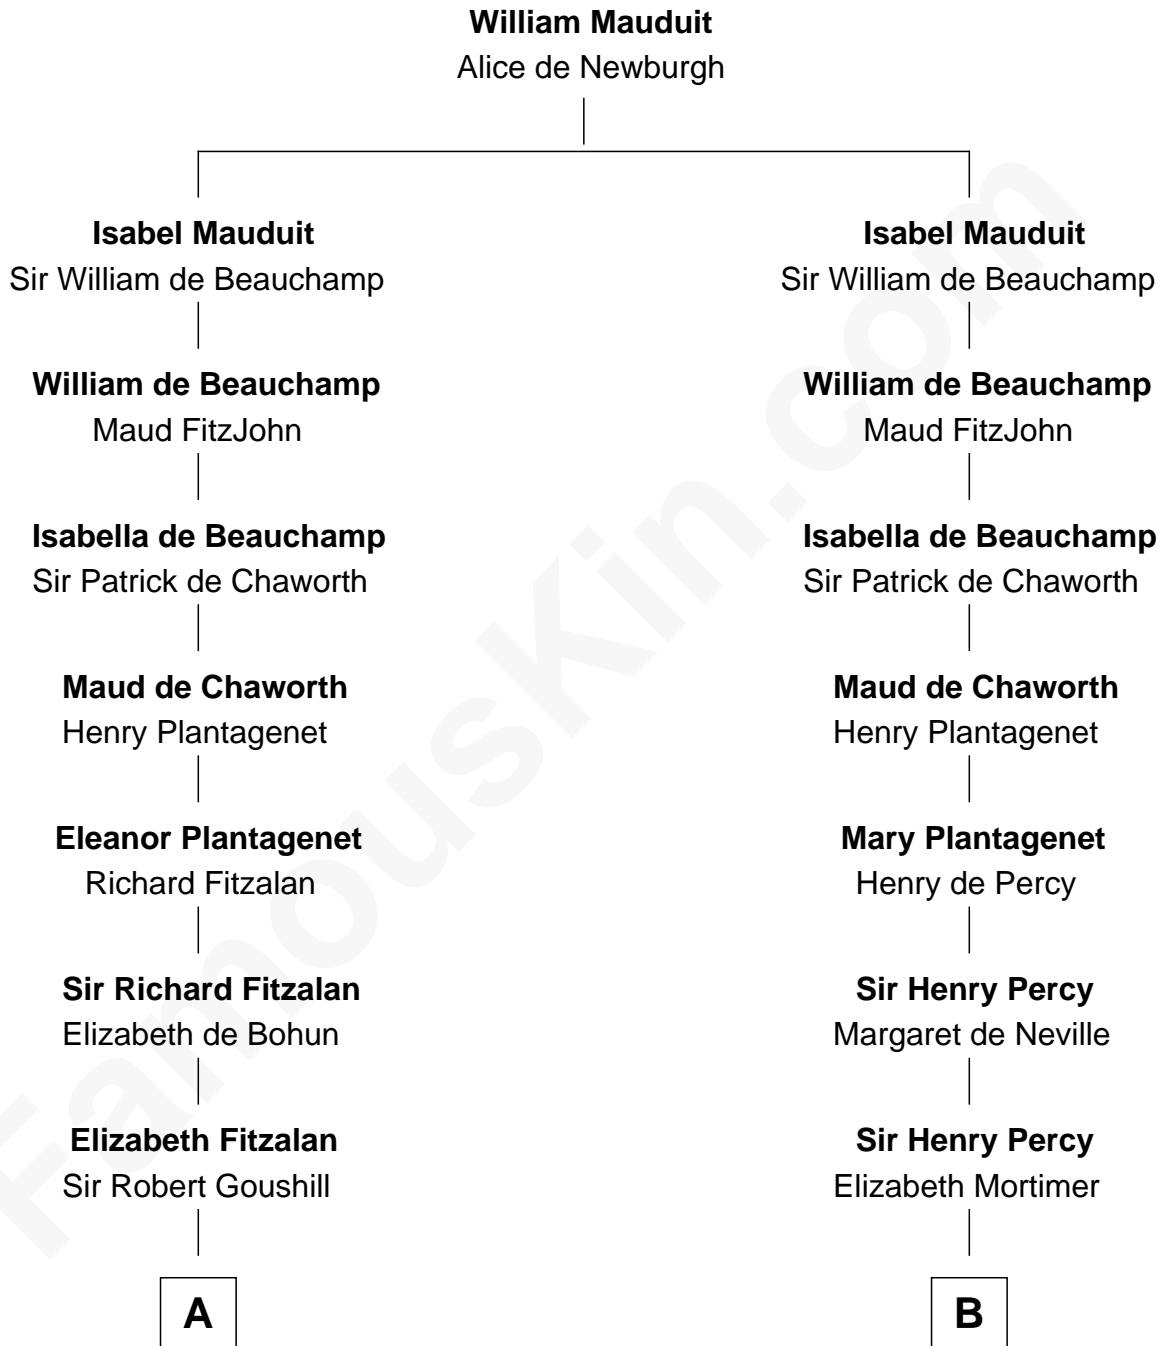 William Mauduit
Alice de Newburgh
Isabel Mauduit
Sir William de Beauchamp
William de Beauchamp
Maud FitzJohn
Isabella de Beauchamp
Sir Patrick de Chaworth
Maud de Chaworth
Henry Plantagenet
Eleanor Plantagenet
Richard Fitzalan
Sir Richard Fitzalan
Elizabeth de Bohun
Elizabeth Fitzalan
Sir Robert Goushill
A
Isabel Mauduit
Sir William de Beauchamp
William de Beauchamp
Maud FitzJohn
Isabella de Beauchamp
Sir Patrick de Chaworth
Maud de Chaworth
Henry Plantagenet
Mary Plantagenet
Henry de Percy
Sir Henry Percy
Margaret de Neville
Sir Henry Percy
Elizabeth Mortimer
B
FamousKin.com